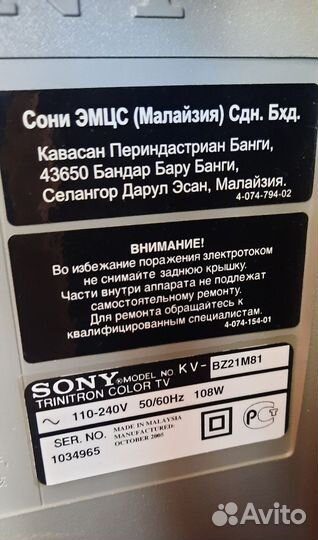 Сони ЭМЦС (Малайзия) Сдн. Бхд.
Кавасан Периндастриан Банги,
43650 Бандар Бару Банги,
Селангор Дарул Эсан, Малайзия.
4-074-794-02
ВНИМАНИЕ!
Во избежание поражения электротоком
не снимайте заднюю крышку.
Части внутри аппарата не подлежат
самостоятельному ремонту.
Для ремонта обращайтесь к
квалифицированным специалистам.
4-074-154-01
SONY® MODEL NO. KV- BZ21M81
TRINITRON COLOR TV
~ 110-240V 50/60Hz 108W
SER. NO. MADE IN MALAYSIA
MANUFACTURED:
1034965 OCTOBER 2005
Avito